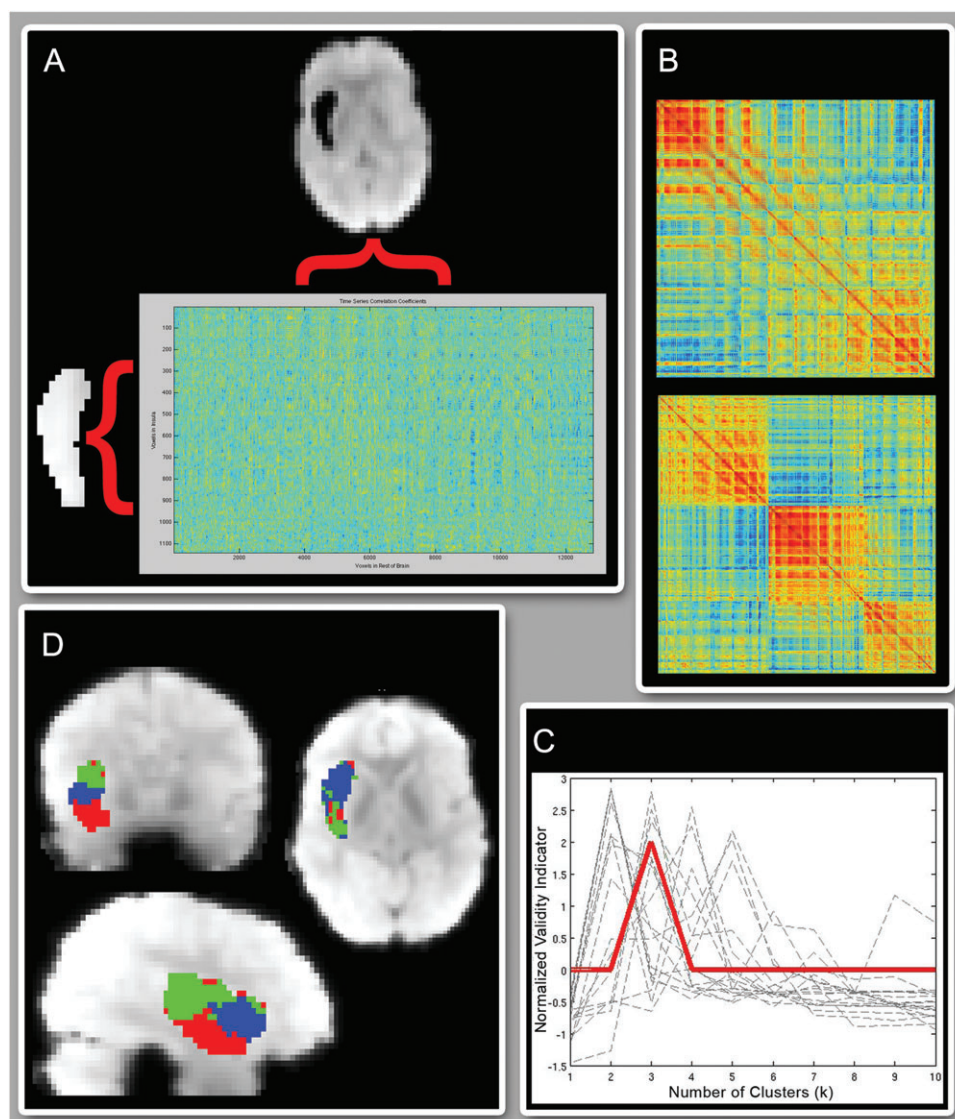 A
Time Series Correlation Coefficients
100
200
300
400
500
600
700
800
900
1000
1100
Voxels in Insula
2000 4000 6000 8000 10000 12000
Voxels in Rest of Brain
B
D
C
3
2.5
2
1.5
1
0.5
0
-0.5
-1
-1.5
Normalized Validity Indicator
1 2 3 4 5 6 7 8 9 10
Number of Clusters (k)